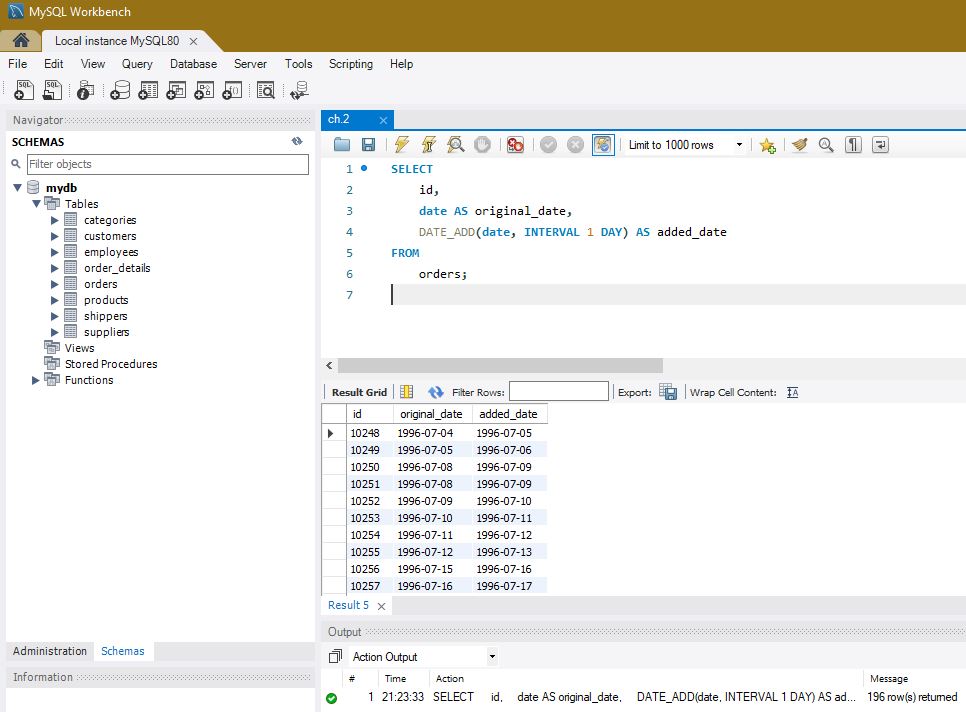 MySQL Workbench
Local instance MySQL80
File Edit View Query Database Server Tools Scripting Help
Navigator
SCHEMAS
Filter objects
mydb
Tables
categories
customers
employees
order_details
orders
products
shippers
suppliers
Views
Stored Procedures
Functions
Administration Schemas
Information
ch.2
Limit to 1000 rows
1 SELECT
2 id,
3 date AS original_date,
4 DATE_ADD(date, INTERVAL 1 DAY) AS added_date
5 FROM
6 orders;
7
Result Grid Filter Rows: Export: Wrap Cell Content:
id original_date added_date
10248 1996-07-04 1996-07-05
10249 1996-07-05 1996-07-06
10250 1996-07-08 1996-07-09
10251 1996-07-08 1996-07-09
10252 1996-07-09 1996-07-10
10253 1996-07-10 1996-07-11
10254 1996-07-11 1996-07-12
10255 1996-07-12 1996-07-13
10256 1996-07-15 1996-07-16
10257 1996-07-16 1996-07-17
Result 5
Output
Action Output
# Time Action Message
1 21:23:33 SELECT id, date AS original_date, DATE_ADD(date, INTERVAL 1 DAY) AS ad... 196 row(s) returned